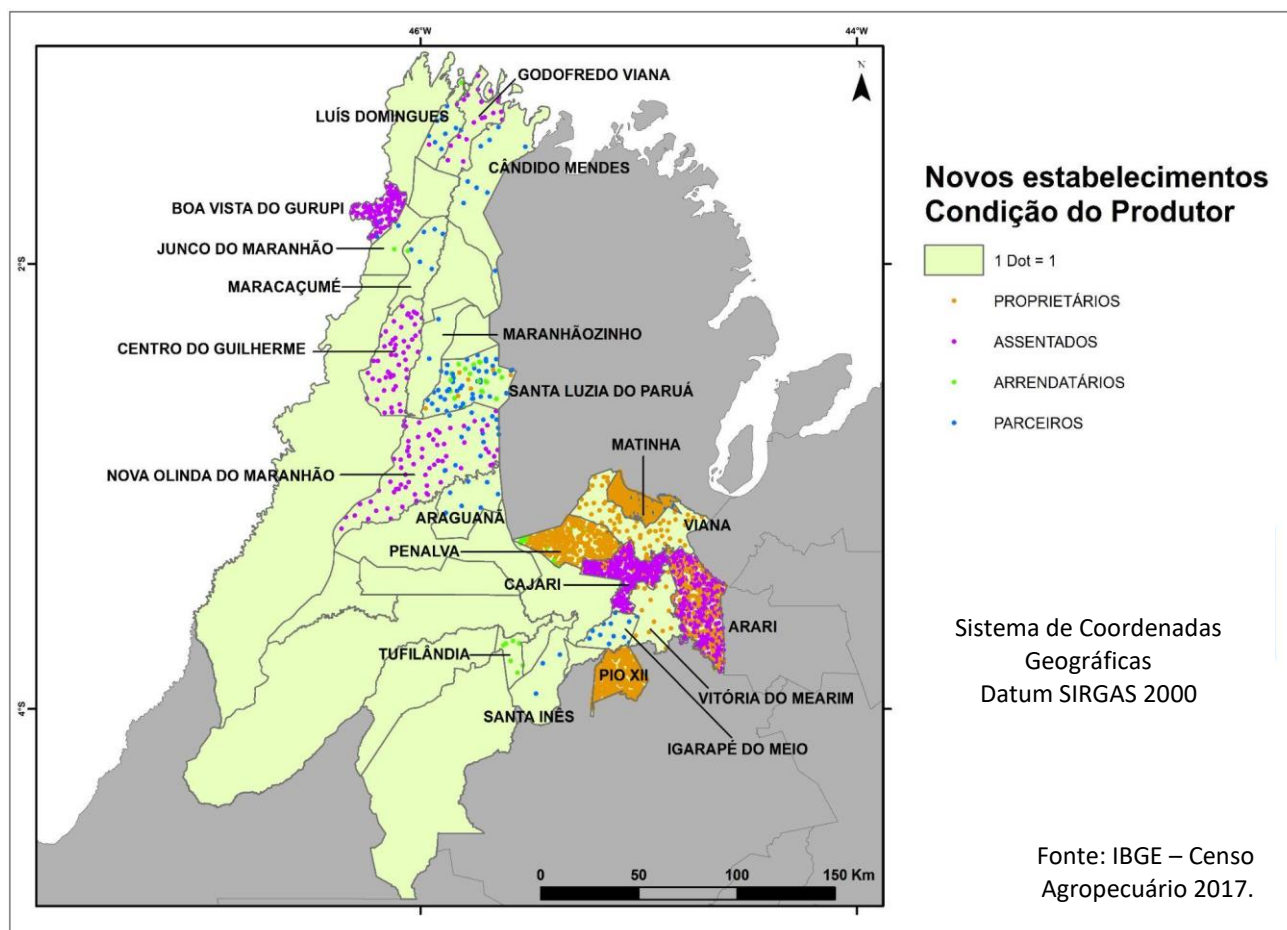 46°W
44°W
N
GODOFREDO VIANA
LUÍS DOMINGUES
CÂNDIDO MENDES
BOA VISTA DO GURUPI
JUNCO DO MARANHÃO
2°S
2°S
MARACAÇUMÉ
MARANHÃOZINHO
CENTRO DO GUILHERME
SANTA LUZIA DO PARUÁ
MATINHA
NOVA OLINDA DO MARANHÃO
ARAGUANÃ
VIANA
PENALVA
CAJARI
ARARI
TUFILÂNDIA
PIO XII
VITÓRIA DO MEARIM
SANTA INÊS
4°S
4°S
IGARAPÉ DO MEIO
0 50 100 150 Km
46°W
44°W
Novos estabelecimentos
Condição do Produtor
1 Dot = 1
PROPRIETÁRIOS
ASSENTADOS
ARRENDATÁRIOS
PARCEIROS
Sistema de Coordenadas
Geográficas
Datum SIRGAS 2000
Fonte: IBGE – Censo
Agropecuário 2017.